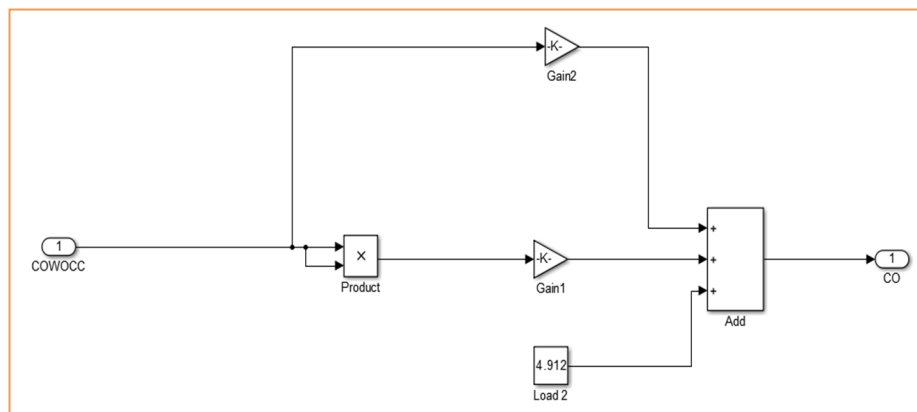 -K-
Gain2
1
COWOCC
×
Product
-K-
Gain1
+
+
+
Add
1
CO
4.912
Load 2